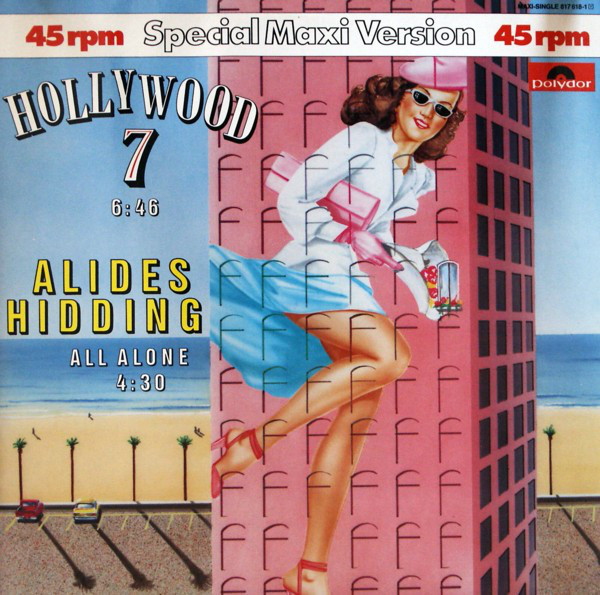 MAXI-SINGLE 817 618-1
45 rpm Special Maxi Version 45 rpm
polydor
HOLLYWOOD
7
6:46
ALIDES
HIDDING
ALL ALONE
4:30